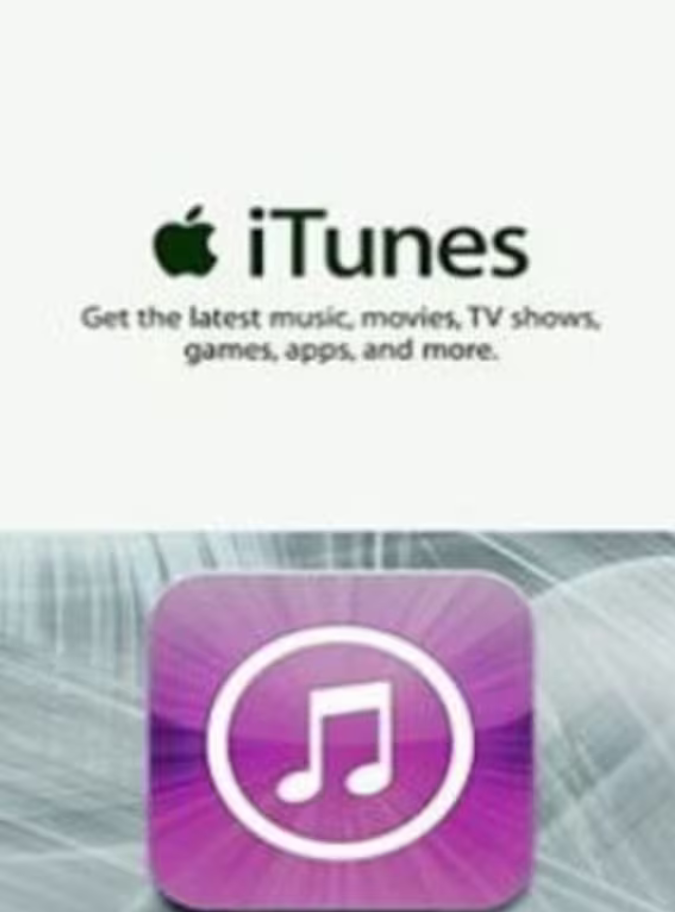 iTunes
Get the latest music, movies, TV shows,
games, apps, and more.